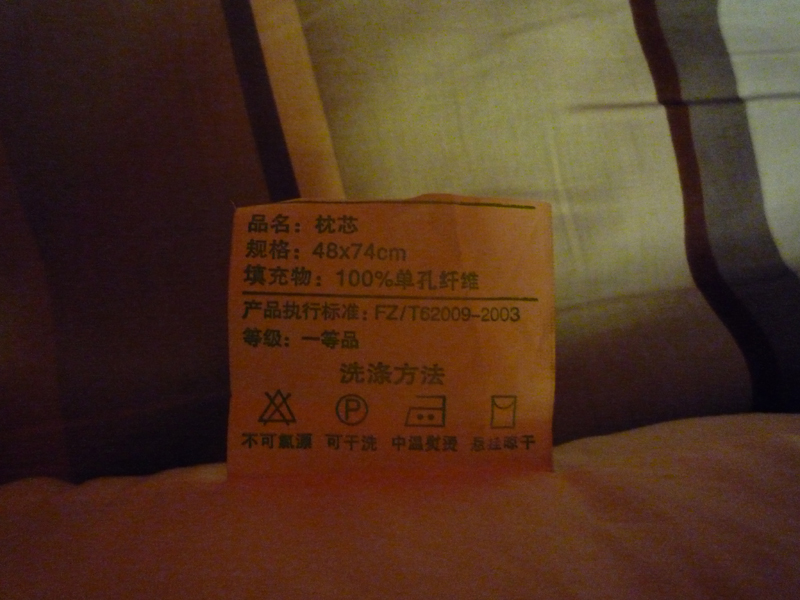 品名：枕芯
规格：48x74cm
填充物：100%单孔纤维
产品执行标准：FZ/T62009-2003
等级：一等品
洗涤方法
P
不可氯漂 可干洗 中温熨烫 悬挂晾干